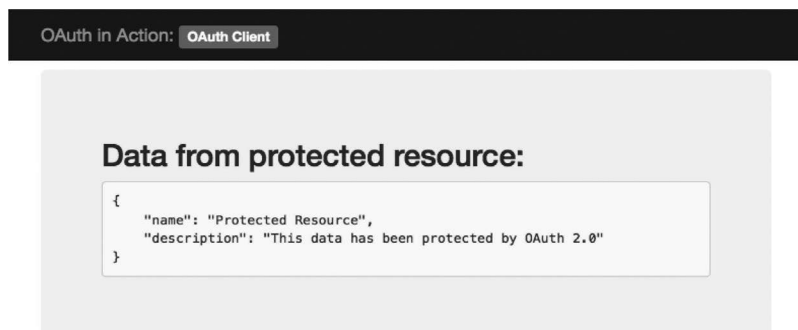 OAuth in Action: OAuth Client
Data from protected resource:
{
    "name": "Protected Resource",
    "description": "This data has been protected by OAuth 2.0"
}